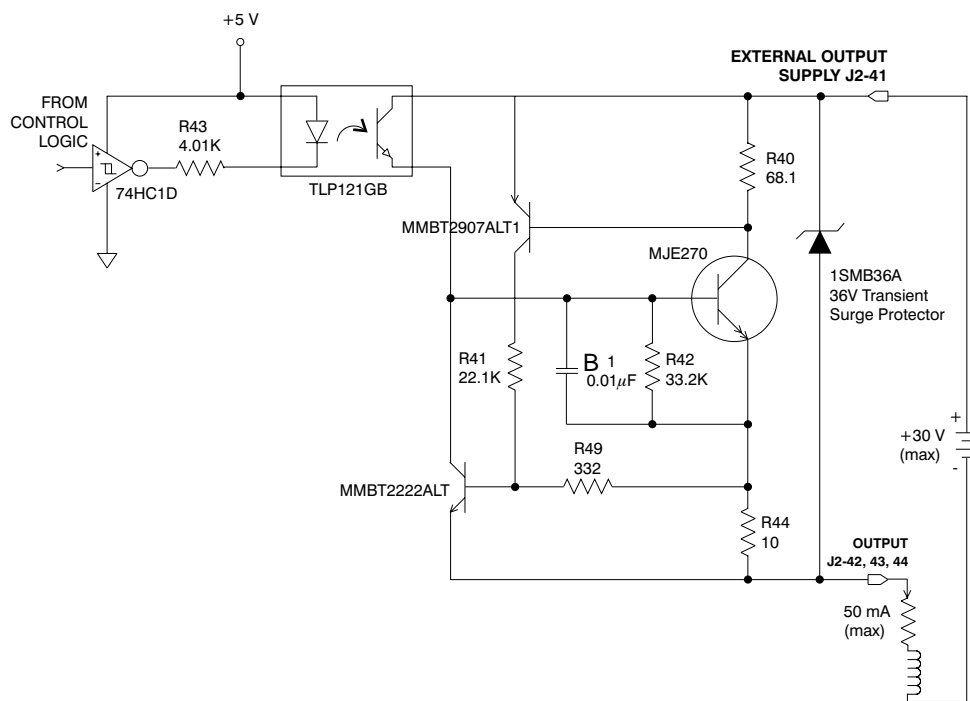 +5 V
EXTERNAL OUTPUT
SUPPLY J2-41
FROM
CONTROL
LOGIC
R43
4.01K
R40
68.1
+
-
74HC1D
TLP121GB
MMBT2907ALT1
MJE270
1SMB36A
36V Transient
Surge Protector
R41
22.1K
B 1
0.01μF
R42
33.2K
+
+30 V
(max)
-
R49
332
MMBT2222ALT
R44
10
OUTPUT
J2-42, 43, 44
50 mA
(max)